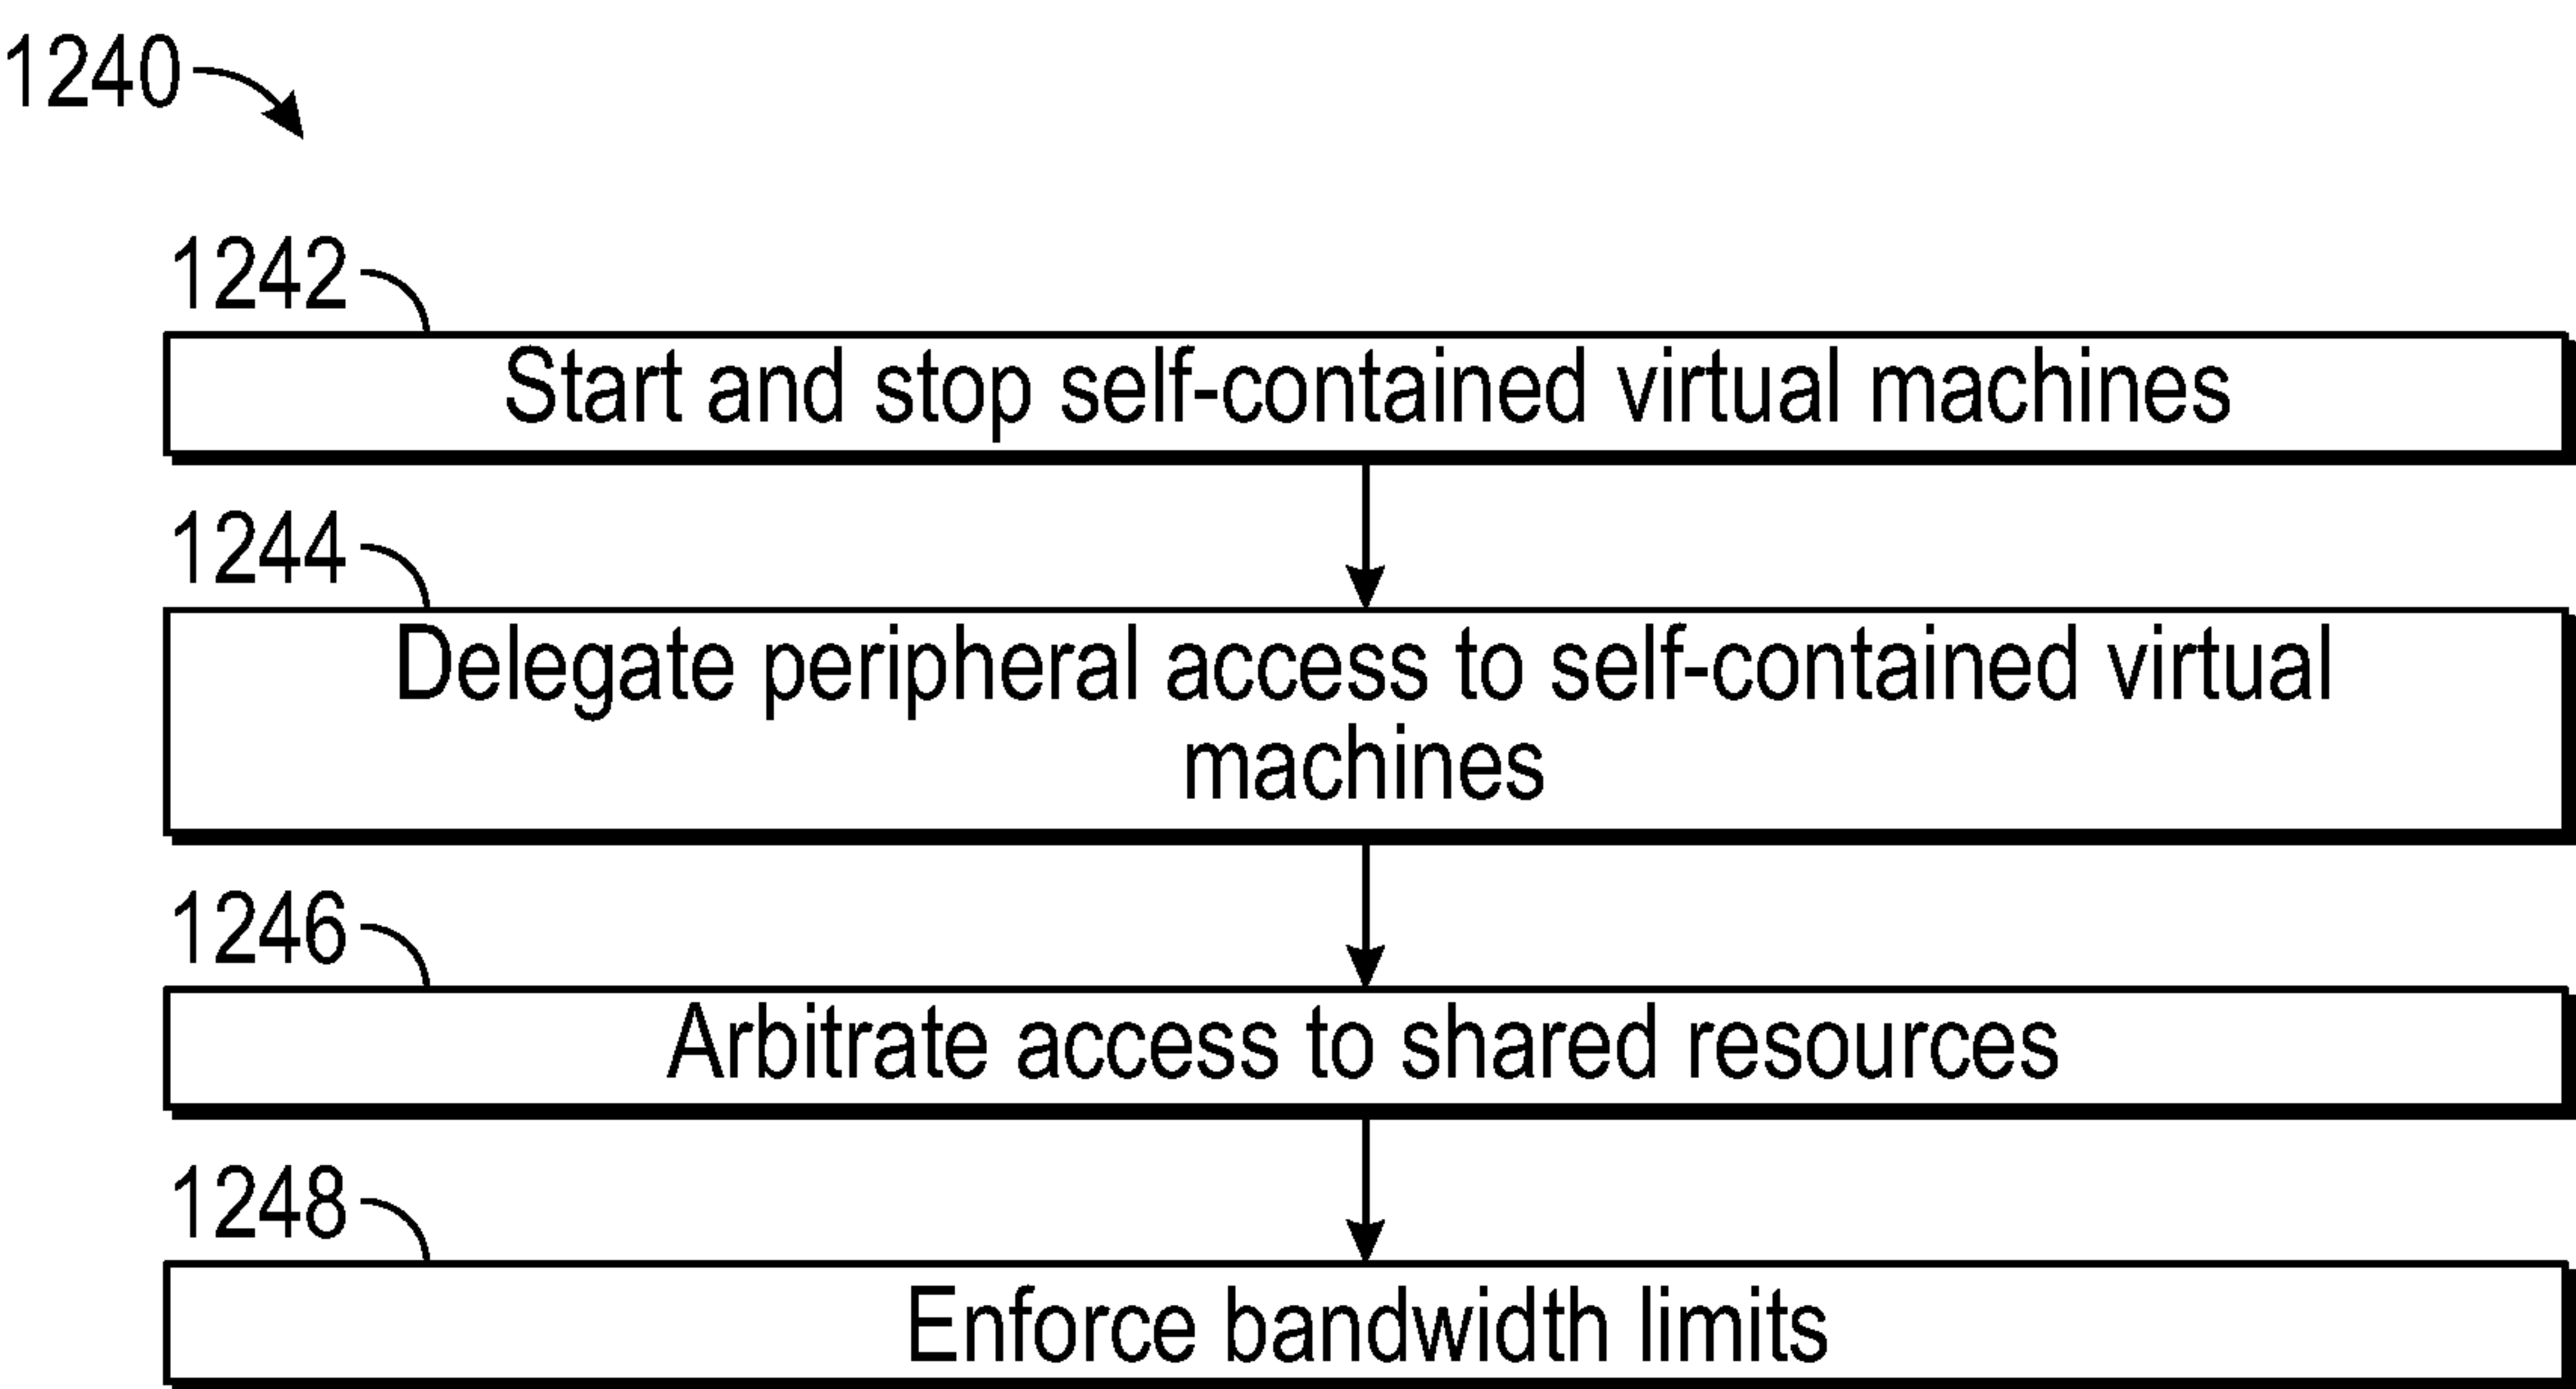 1240
1242
Start and stop self-contained virtual machines
1244
Delegate peripheral access to self-contained virtual
machines
1246
Arbitrate access to shared resources
1248
Enforce bandwidth limits